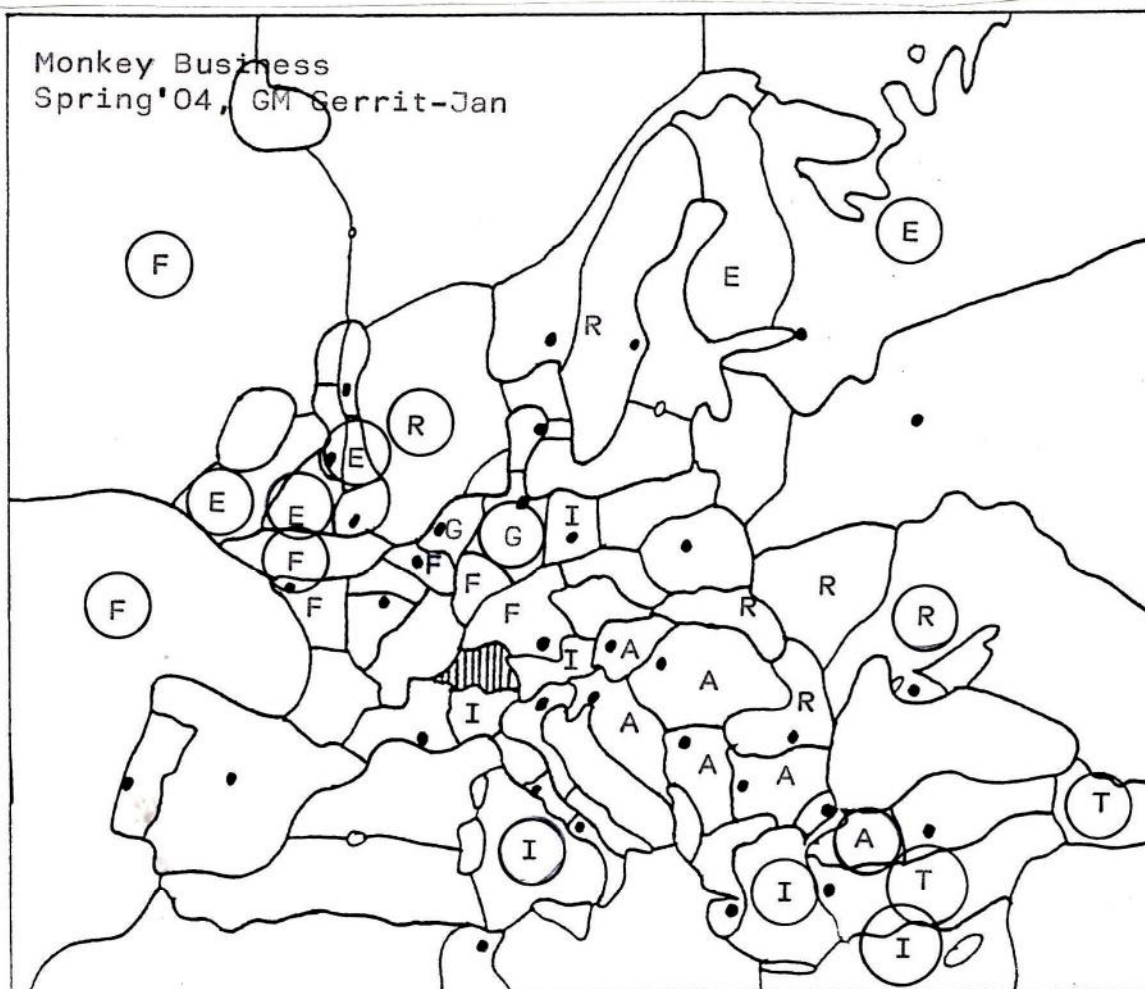 Monkey Business
Spring'04, GM Gerrit-Jan
E
F
E
R
R
E
E E I
G G
F F
F R
F F F R R
I A
A
I A R
A A
T
I A
I T
I